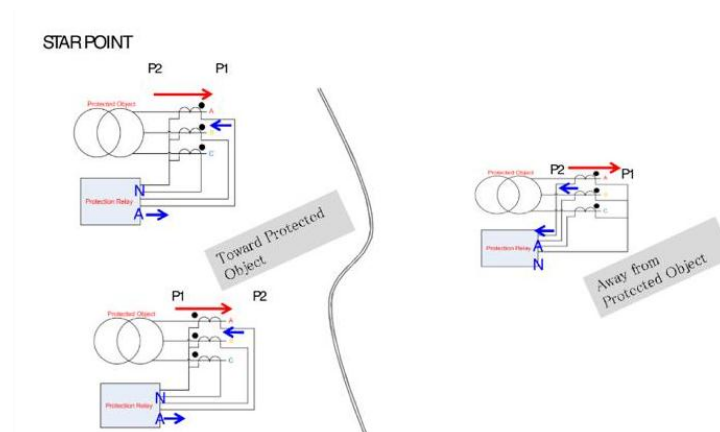 STAR POINT
P2 P1
Protected Object
A
C
Protection Relay
N
A
Toward Protected
Object
P1 P2
Protected Object
A
C
Protection Relay
N
A
P2 P1
Protected Object
A
C
Protection Relay
A
N
Away from
Protected Object